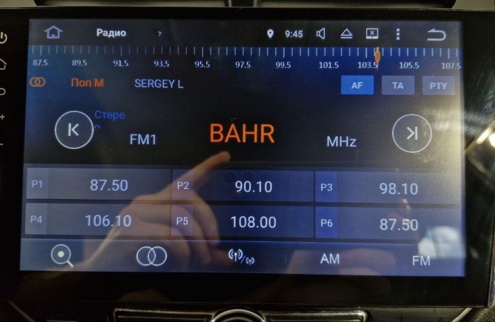 Радио ? 9:45
87.5 89.5 91.5 93.5 95.5 97.5 99.5 101.5 103.5 105.5 107.5
Поп М SERGEY L AF TA PTY
Стере
о
FM1 BAHR MHz
P1 87.50 P2 90.10 P3 98.10
P4 106.10 P5 108.00 P6 87.50
AM FM